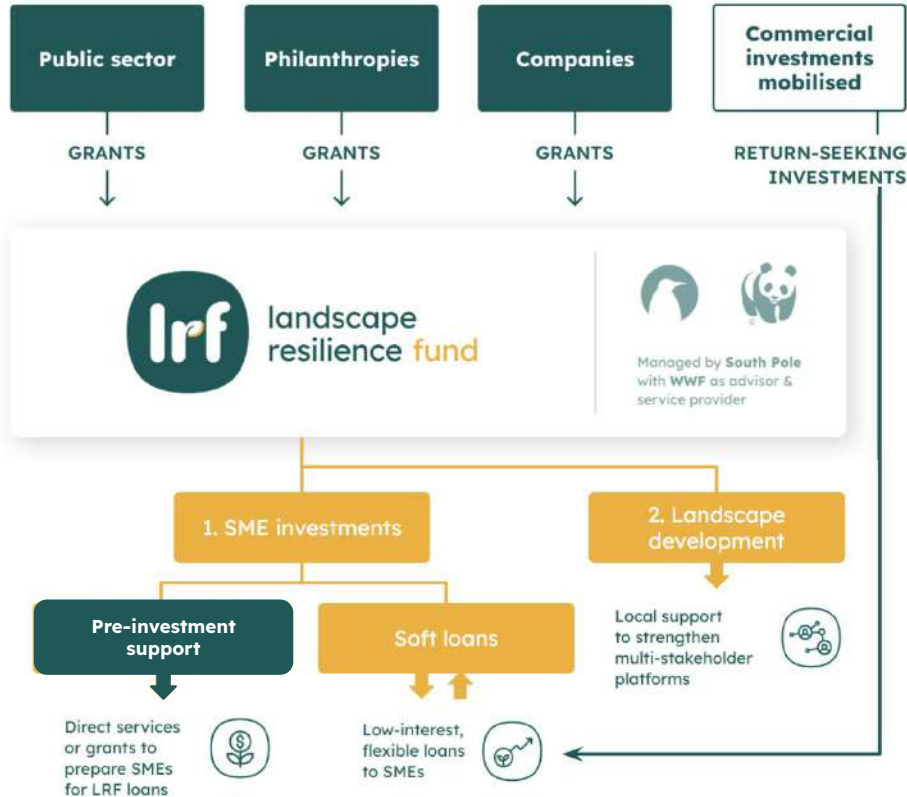 Public sector
Philanthropies
Companies
Commercial
investments
mobilised
GRANTS
GRANTS
GRANTS
RETURN-SEEKING
INVESTMENTS
lrf
landscape
resilience fund
Managed by South Pole
with WWF as advisor &
service provider
1. SME investments
2. Landscape
development
Pre-investment
support
Soft loans
Local support
to strengthen
multi-stakeholder
platforms
Direct services
or grants to
prepare SMEs
for LRF loans
$
Low-interest,
flexible loans
to SMEs